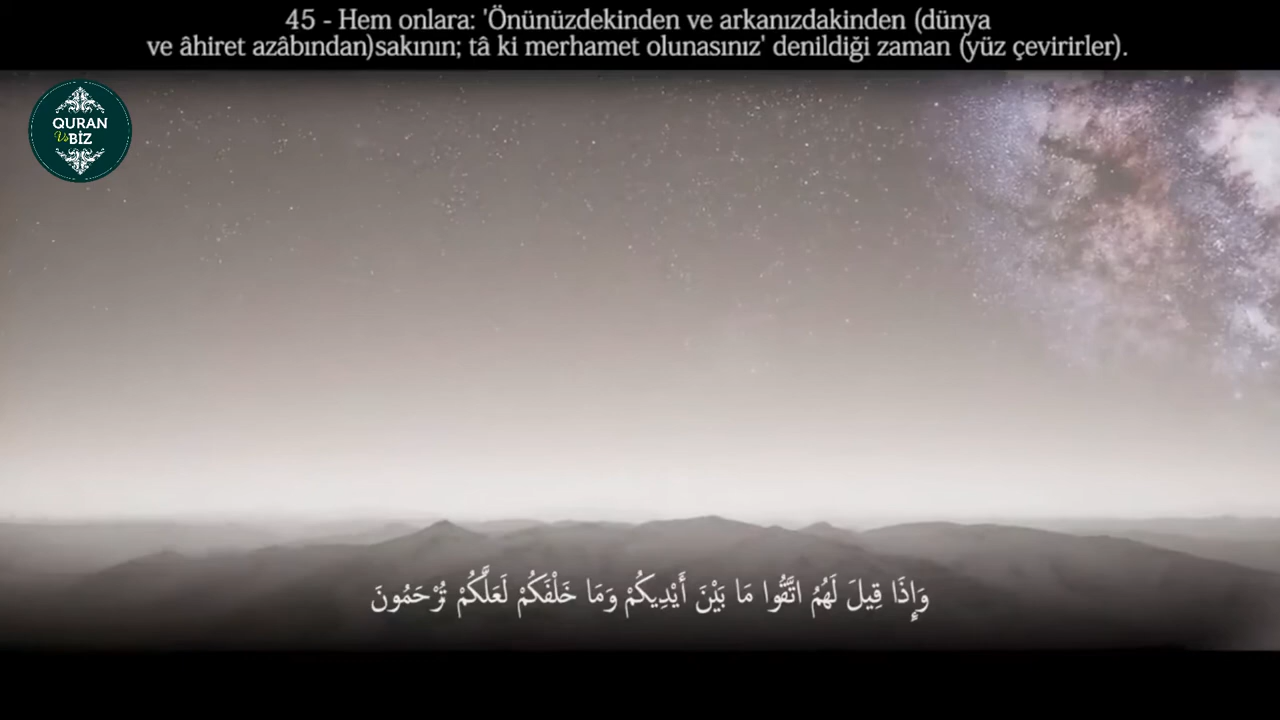 45 - Hem onlara: 'Önünüzdekinden ve arkanızdakinden (dünya
ve âhiret azâbından)sakının; tâ ki merhamet olunasınız' denildiği zaman (yüz çevirirler).
QURAN
Ve BİZ
وَإِذَا قِيلَ لَهُمُ اتَّقُوا مَا بَيْنَ أَيْدِيكُمْ وَمَا خَلْفَكُمْ لَعَلَّكُمْ تُرْحَمُونَ